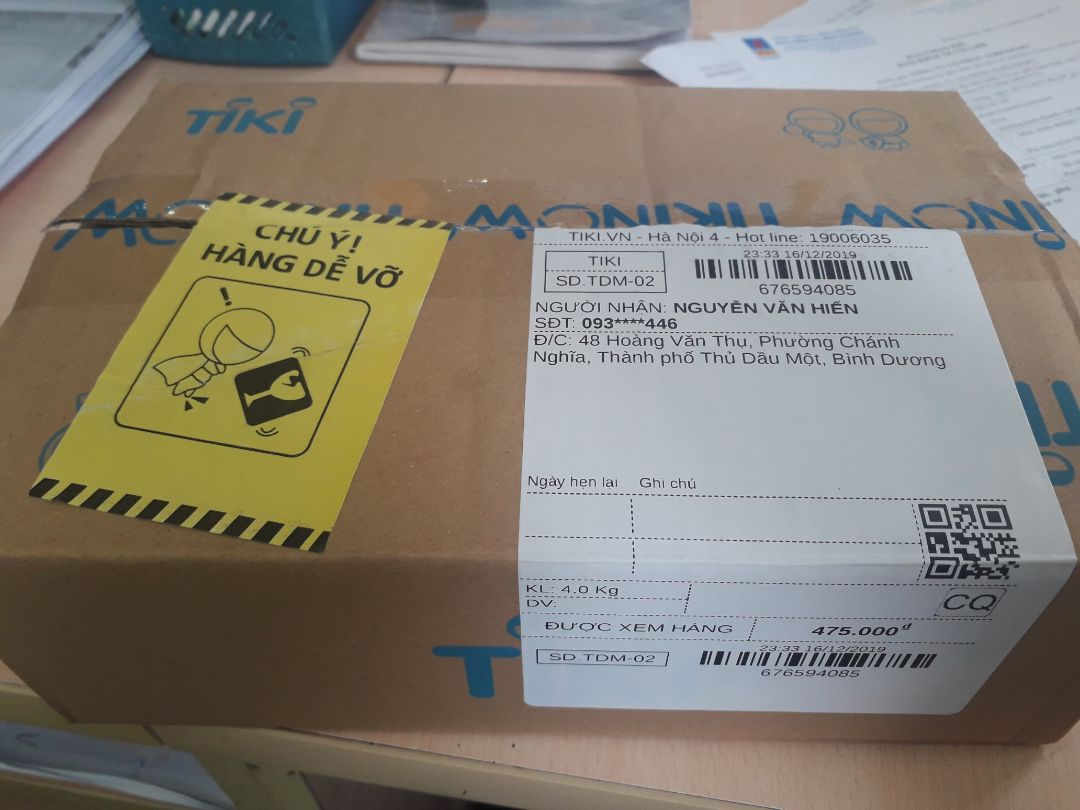 TIKI
TIKINOW
CHÚ Ý!
HÀNG DỄ VỠ
!
TIKI.VN - Hà Nội 4 - Hot line: 19006035
TIKI
SD.TDM-02
23:33 16/12/2019
676594085
NGƯỜI NHẬN: NGUYỄN VĂN HIẾN
SĐT: 093****446
Đ/C: 48 Hoàng Văn Thụ, Phường Chánh
Nghĩa, Thành phố Thủ Dầu Một, Bình Dương
Ngày hẹn lại Ghi chú
KL: 4.0 Kg
DV:
CQ
ĐƯỢC XEM HÀNG 475.000đ
SD.TDM-02
23:33 16/12/2019
676594085